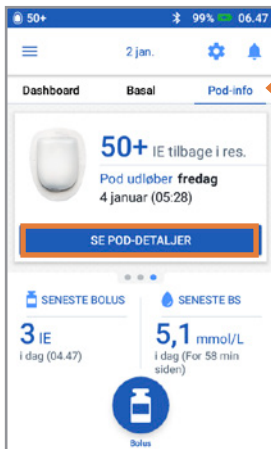 50+ 99% 06.47
2 jan.
Dashboard Basal Pod-info
50+ IE tilbage i res.
Pod udløber fredag
4 januar (05:28)
SE POD-DETALJER
SENESTE BOLUS
3 IE
i dag (04.47)
SENESTE BS
5,1 mmol/L
i dag (For 58 min
siden)
Bolus